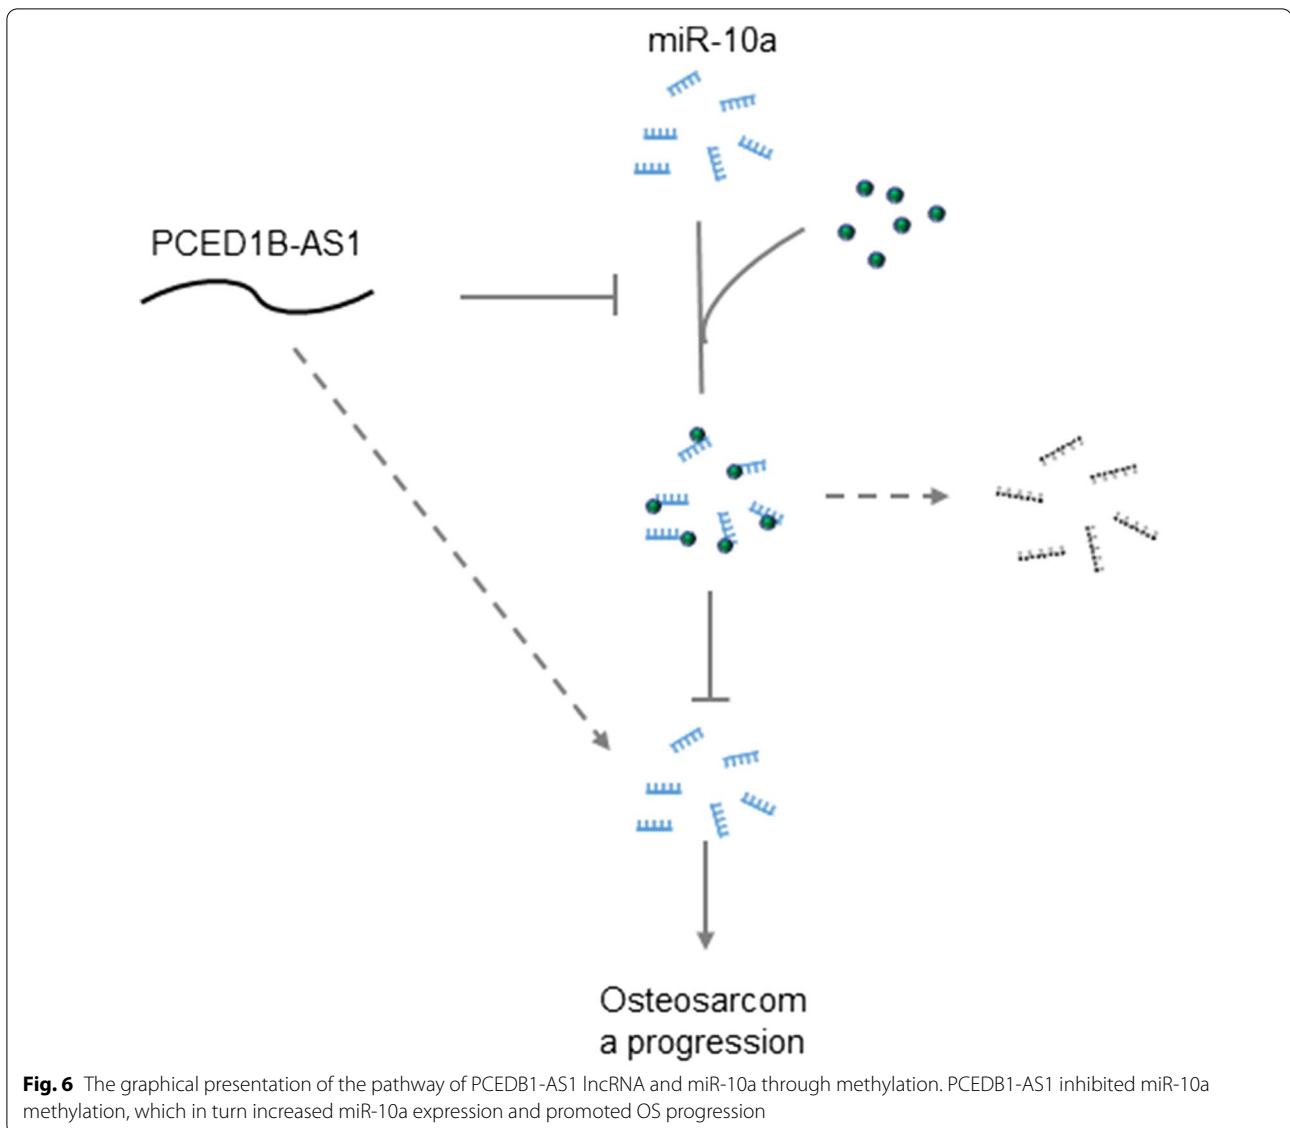 miR-10a
PCED1B-AS1
Osteosarcom
a progression
Fig. 6 The graphical presentation of the pathway of PCEDB1-AS1 lncRNA and miR-10a through methylation. PCEDB1-AS1 inhibited miR-10a
methylation, which in turn increased miR-10a expression and promoted OS progression